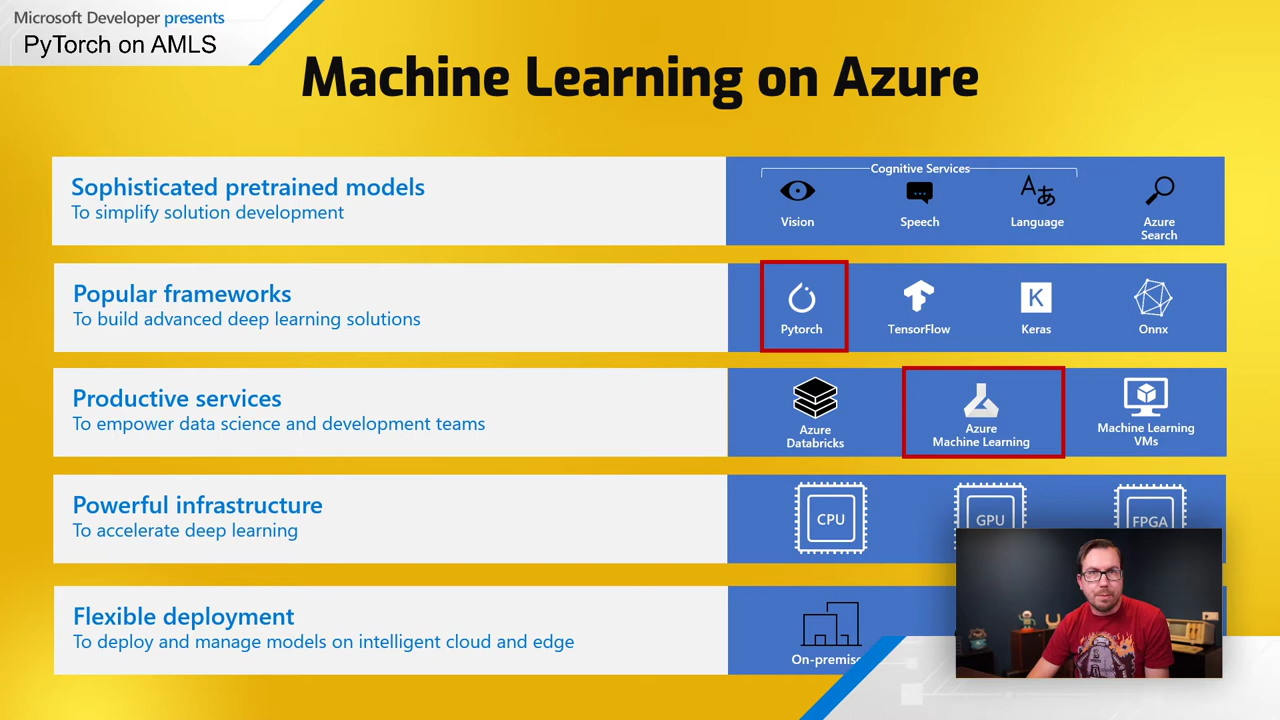 Microsoft Developer presents
PyTorch on AMLS
Machine Learning on Azure
Sophisticated pretrained models
To simplify solution development
Cognitive Services
Vision
Speech
Language
Azure
Search
Popular frameworks
To build advanced deep learning solutions
Pytorch
TensorFlow
K
Keras
Onnx
Productive services
To empower data science and development teams
Azure
Databricks
Azure
Machine Learning
Machine Learning
VMs
Powerful infrastructure
To accelerate deep learning
CPU
GPU
FPGA
Flexible deployment
To deploy and manage models on intelligent cloud and edge
On-premise